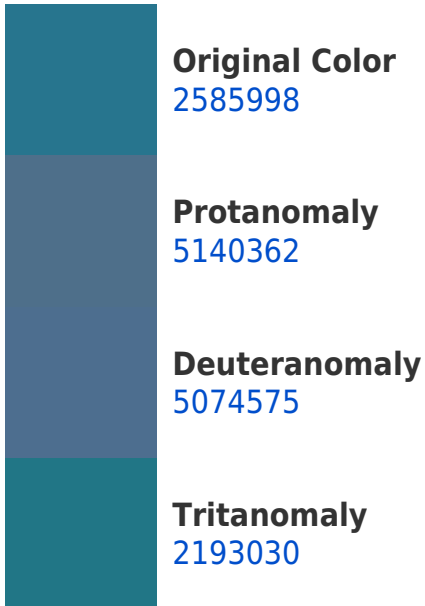 Original Color
2585998
Protanomaly
5140362
Deuteranomaly
5074575
Tritanomaly
2193030